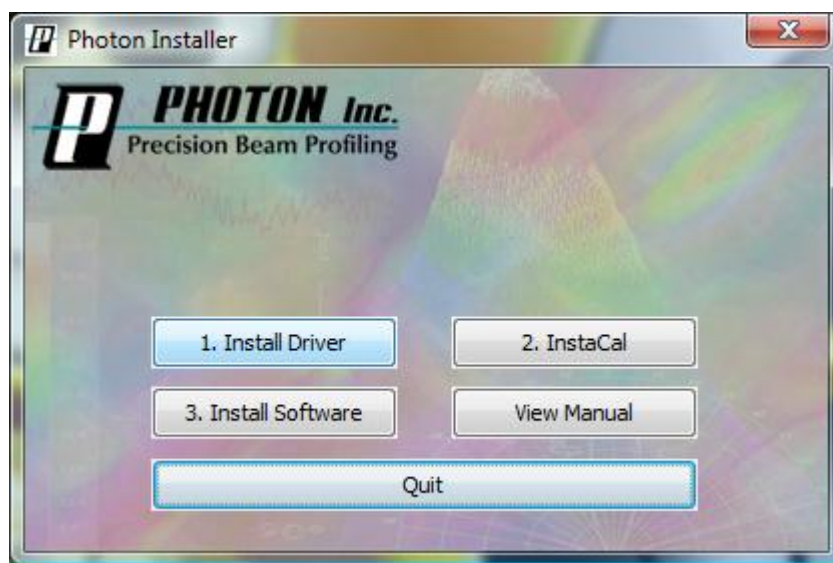 Photon Installer
PHOTON Inc.
Precision Beam Profiling
1. Install Driver
2. InstaCal
3. Install Software
View Manual
Quit